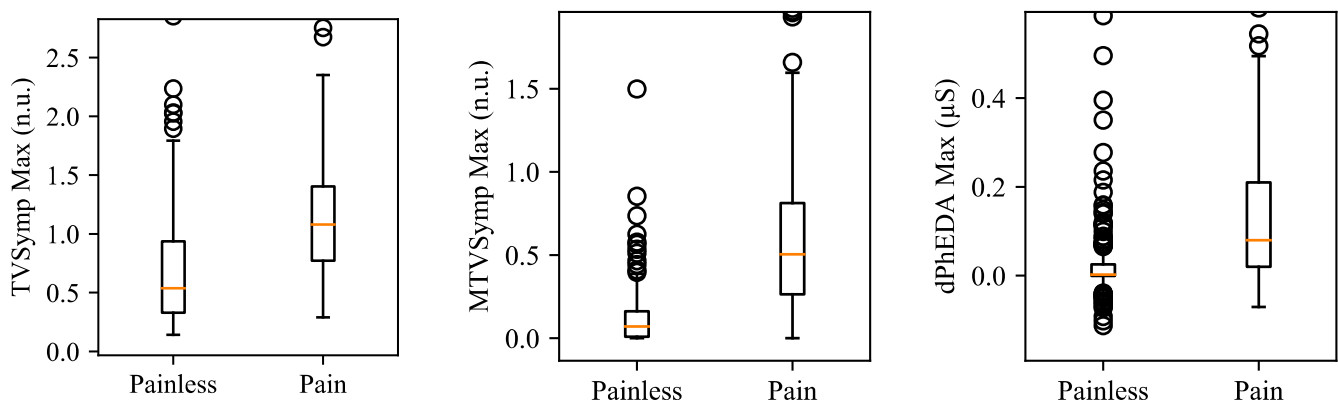 TVSymp Max (n.u.)
2.5
2.0
1.5
1.0
0.5
0.0
Painless Pain
MTVSymp Max (n.u.)
1.5
1.0
0.5
0.0
Painless Pain
dPhEDA Max (μS)
0.4
0.2
0.0
Painless Pain